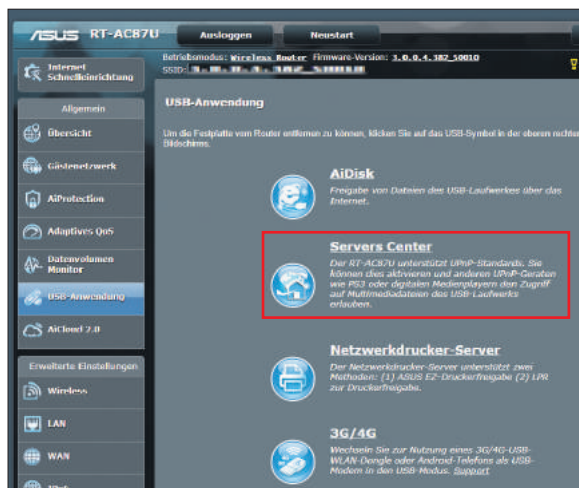 ASUS RT-AC87U Ausloggen Neustart
Betriebsmodus: Wireless Router Firmware-Version: 3.0.0.4.382_50010
SSID:
Internet
Schnelleinrichtung
Allgemein
Übersicht
Gästenetzwerk
AiProtection
Adaptives QoS
Datenvolumen
Monitor
USB-Anwendung
AiCloud 2.0
Erweiterte Einstellungen
Wireless
LAN
WAN
USB-Anwendung
Um die Festplatte vom Router entfernen zu können, klicken Sie auf das USB-Symbol in der oberen rechten
Bildschirms.
AiDisk
Freigabe von Dateien des USB-Laufwerkes über das
Internet.
Servers Center
Der RT-AC87U unterstützt UPnP-Standards. Sie
können dies aktivieren und anderen UPnP-Geräten
wie PS3 oder digitalen Medienplayern den Zugriff
auf Multimediadateien des USB-Laufwerks
erlauben.
Netzwerkdrucker-Server
Der Netzwerkdrucker-Server unterstützt zwei
Methoden: (1) ASUS EZ-Druckerfreigabe (2) LPR
zur Druckerfreigabe.
3G/4G
Wechseln Sie zur Nutzung eines 3G/4G-USB-
WLAN-Dongle oder Android-Telefons als USB-
Modem in den USB-Modus. Support